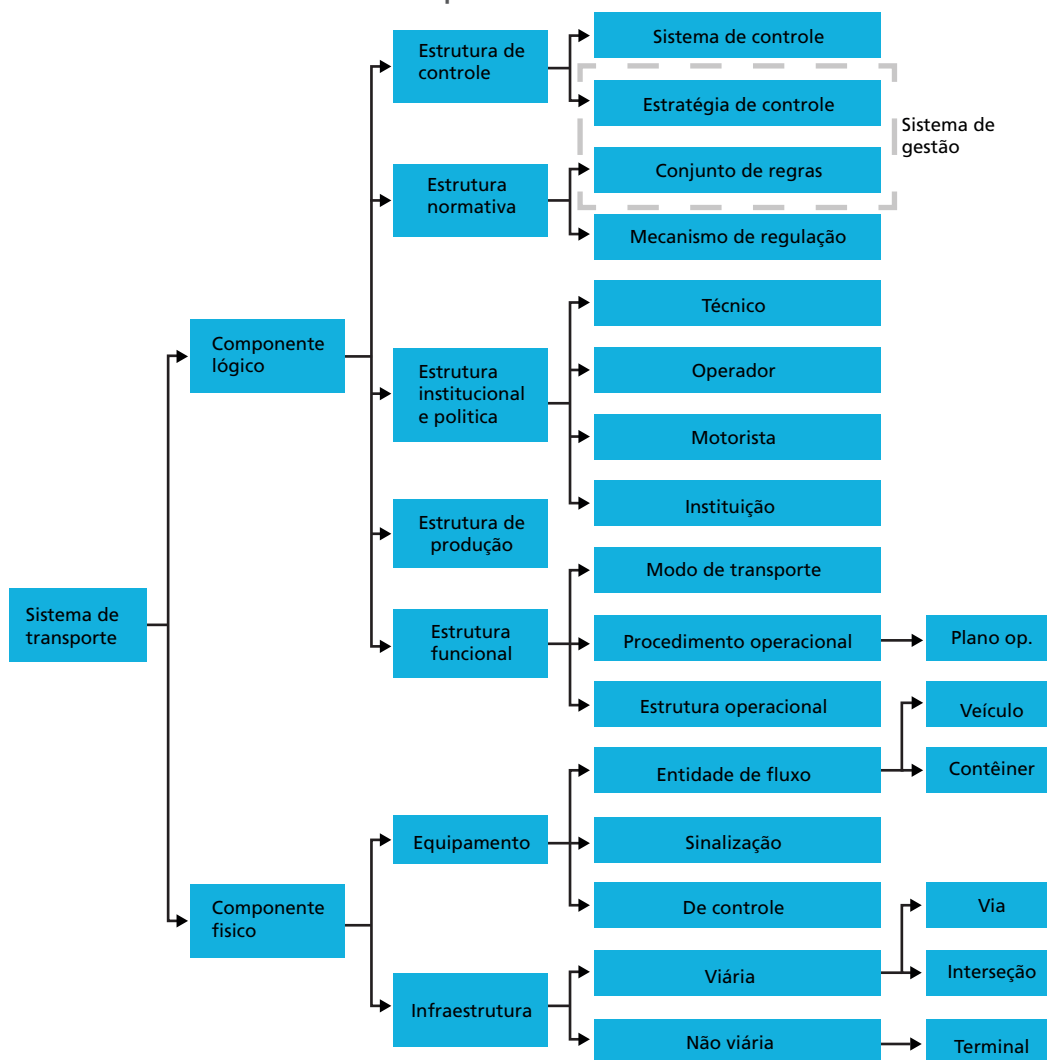 Estrutura de
controle
Sistema de controle
Estratégia de controle
Sistema de
gestão
Estrutura
normativa
Conjunto de regras
Mecanismo de regulação
Componente
lógico
Estrutura
institucional
e politica
Técnico
Operador
Motorista
Instituição
Estrutura de
produção
Sistema de
transporte
Estrutura
funcional
Modo de transporte
Procedimento operacional
Plano op.
Estrutura operacional
Componente
fisico
Equipamento
Entidade de fluxo
Veículo
Contêiner
Sinalização
De controle
Infraestrutura
Viária
Via
Interseção
Não viária
Terminal